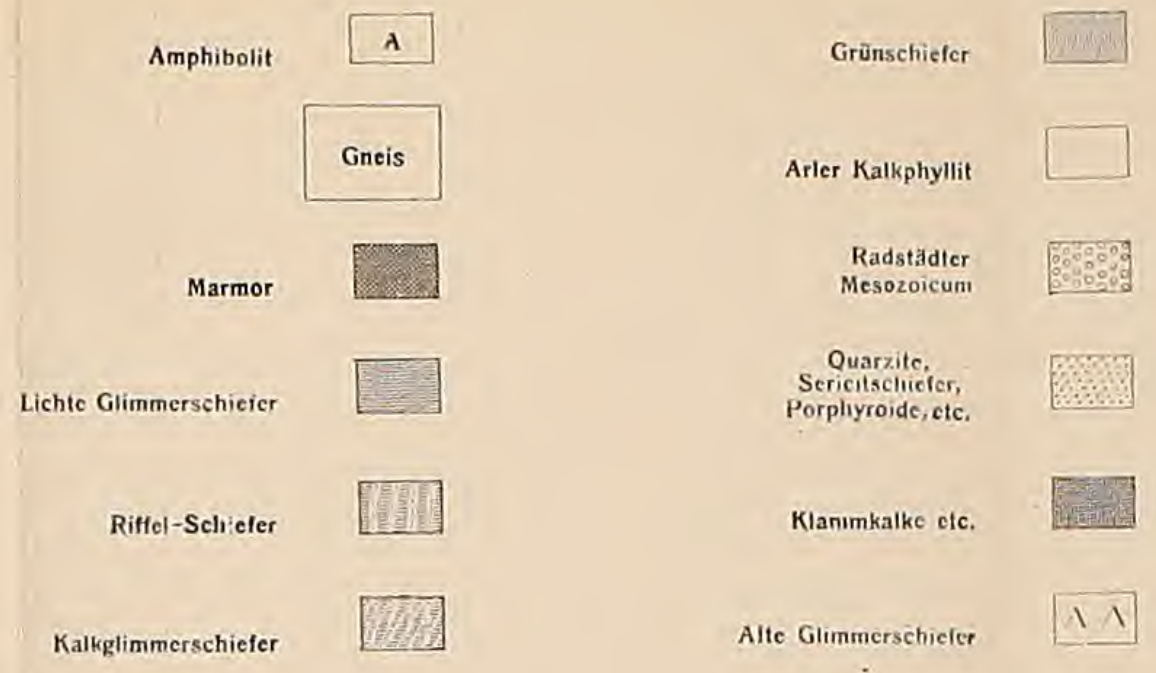 Amphibolit
A
Gneis
Marmor
Lichte Glimmerschiefer
Riffel-Schiefer
Kalkglimmerschiefer
Grünschiefer
Arler Kalkphyllit
Radstädter
Mesozoicum
Quarzite,
Sericitschiefer,
Porphyroide, etc.
Klammkalke etc.
Alte Glimmerschiefer